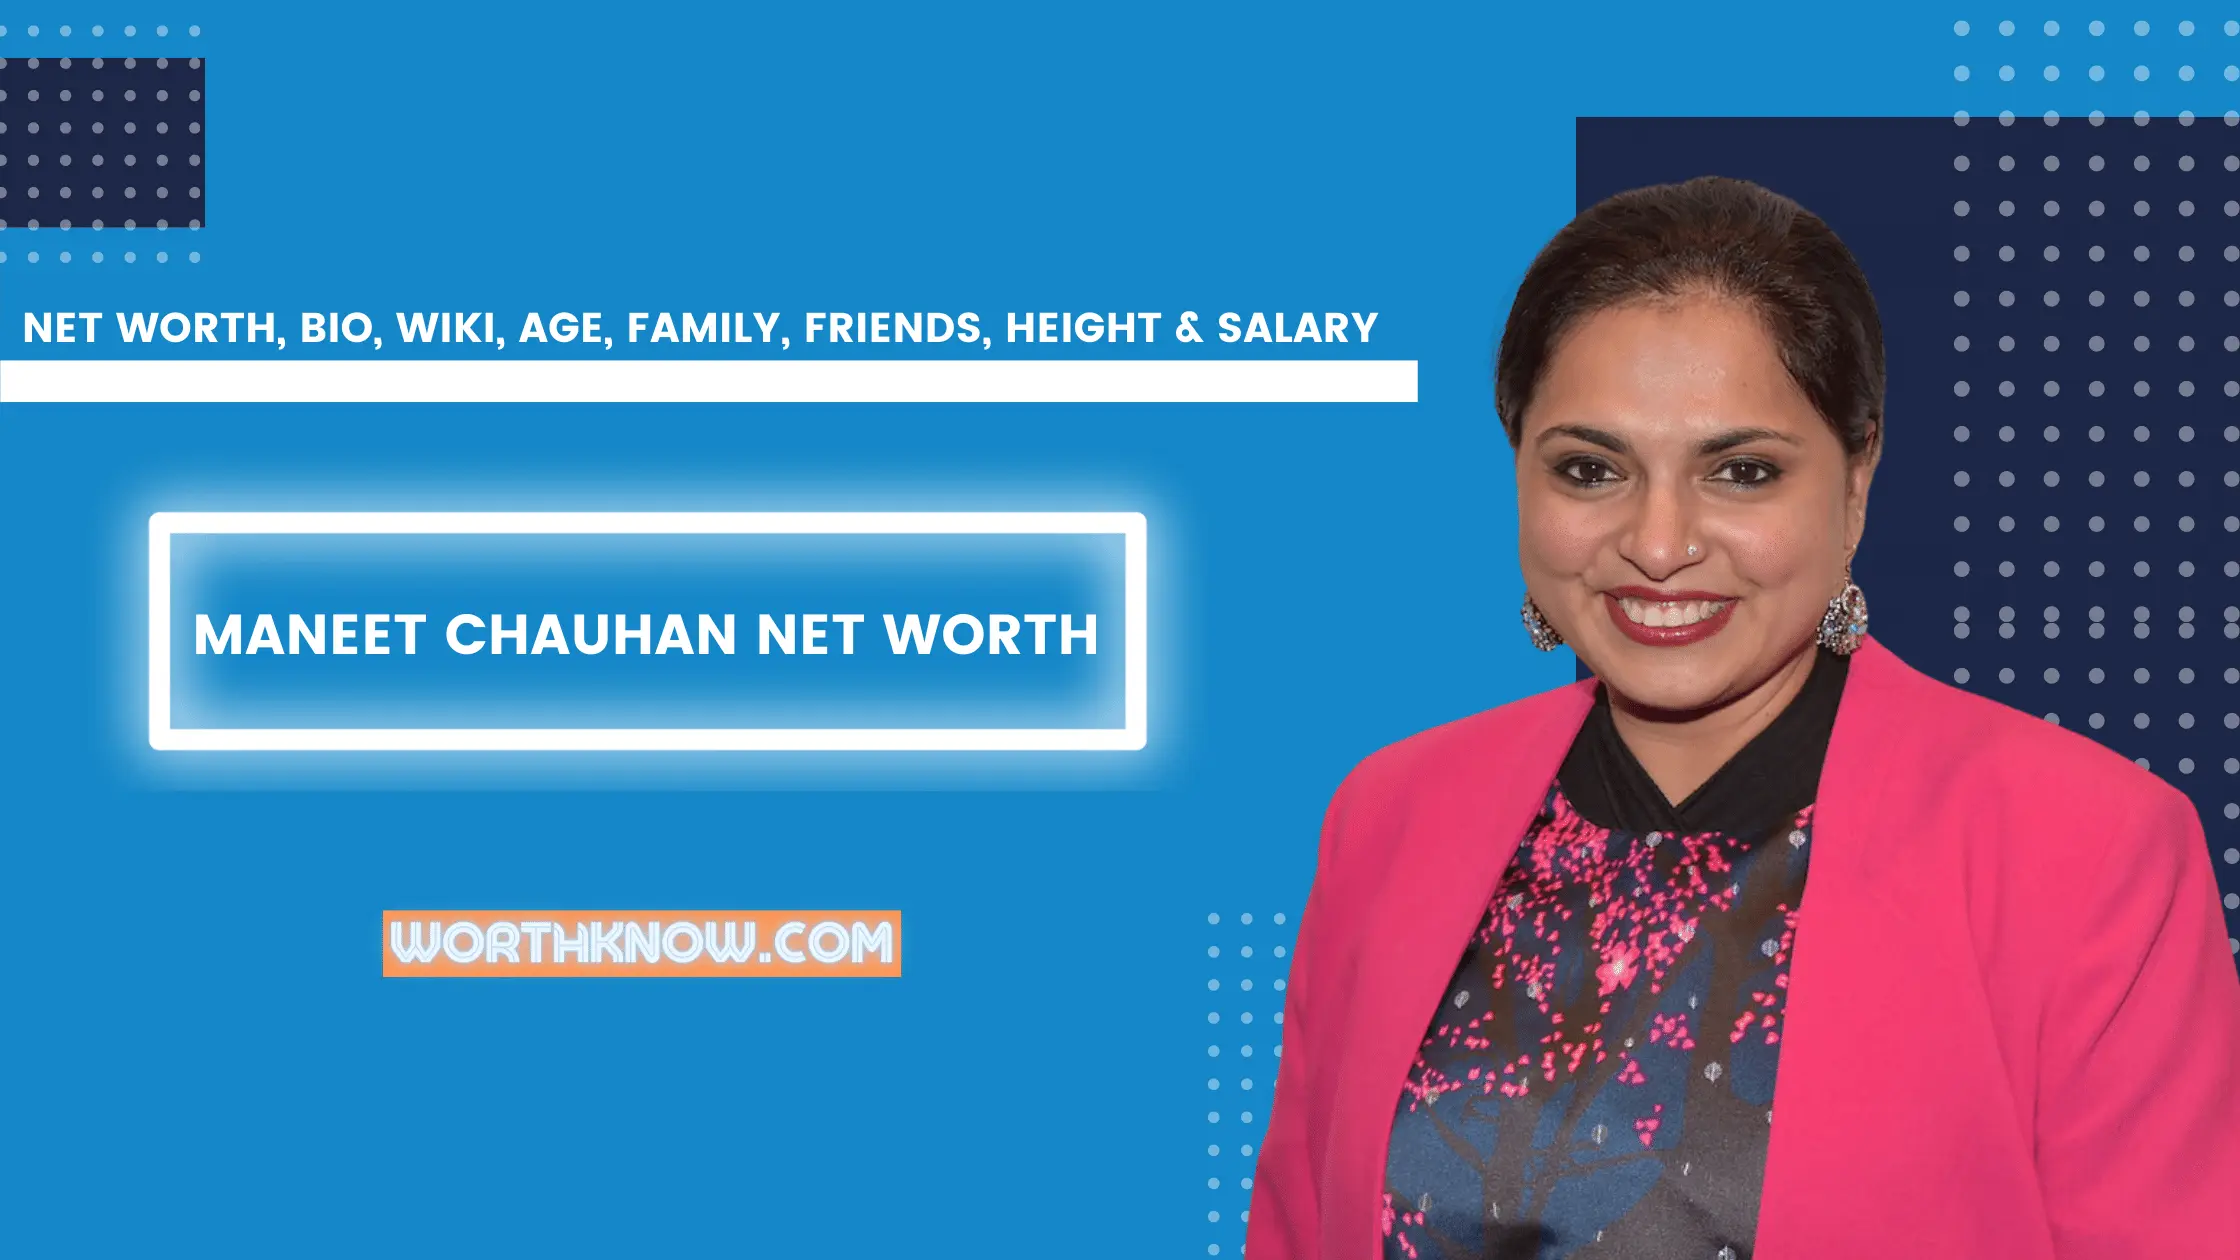 NET WORTH, BIO, WIKI, AGE, FAMILY, FRIENDS, HEIGHT & SALARY
MANEET CHAUHAN NET WORTH
WORTHKNOW.COM